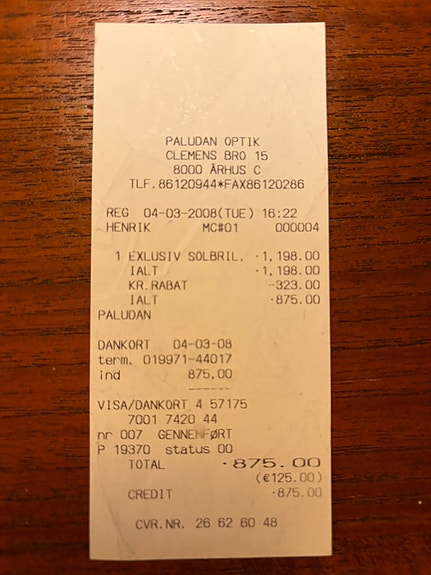 PALUDAN OPTIK
CLEMENS BRO 15
8000 ÅRHUS C
TLF.86120944*FAX86120286
REG 04-03-2008(TUE) 16:22
HENRIK MC#01 000004
1 EXLUSIV SOLBRIL. ·1,198.00
IALT ·1,198.00
KR.RABAT -323.00
IALT ·875.00
PALUDAN
DANKORT 04-03-08
term. 019971-44017
ind 875,00
VISA/DANKORT 4 57175
7001 7420 44
nr 007 GENNEMFØRT
P 19370 status 00
TOTAL ·875.00
(€125.00)
CREDIT ·875.00
CVR.NR. 26 62 60 48